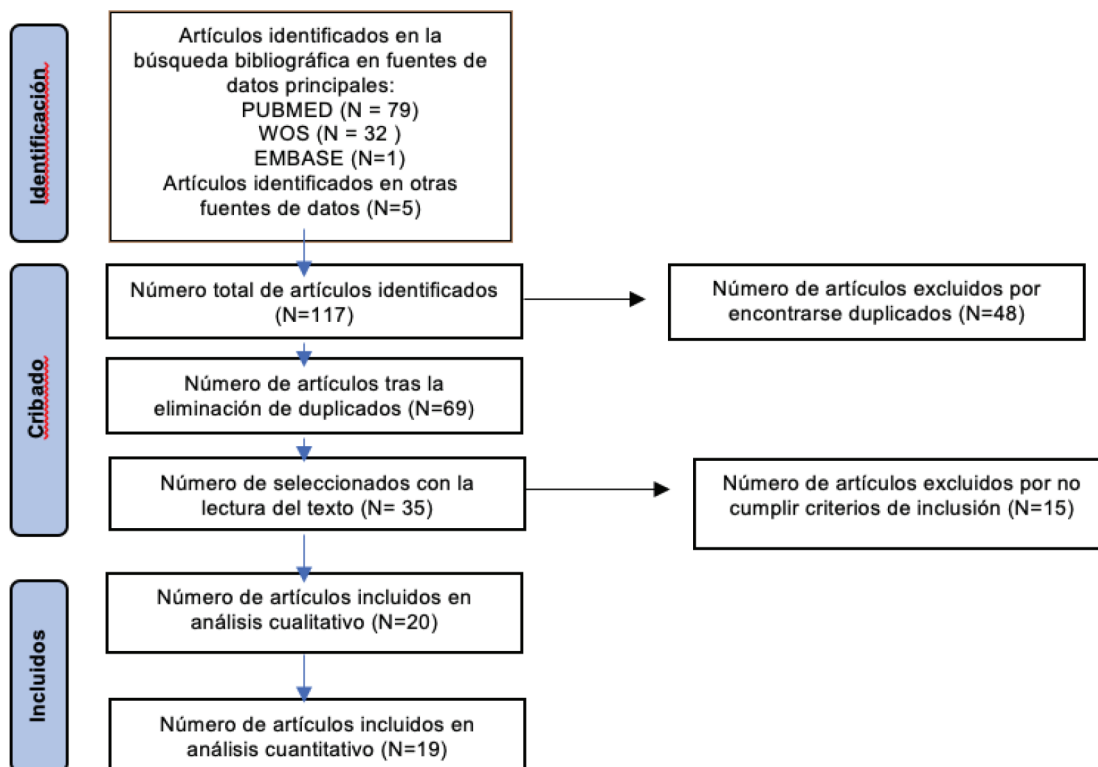 Identificación
Artículos identificados en la
búsqueda bibliográfica en fuentes de
datos principales:
PUBMED (N = 79)
WOS (N = 32 )
EMBASE (N=1)
Artículos identificados en otras
fuentes de datos (N=5)
Cribado
Número total de artículos identificados
(N=117)
Número de artículos excluidos por
encontrarse duplicados (N=48)
Número de artículos tras la
eliminación de duplicados (N=69)
Número de seleccionados con la
lectura del texto (N= 35)
Número de artículos excluidos por no
cumplir criterios de inclusión (N=15)
Incluidos
Número de artículos incluidos en
análisis cualitativo (N=20)
Número de artículos incluidos en
análisis cuantitativo (N=19)